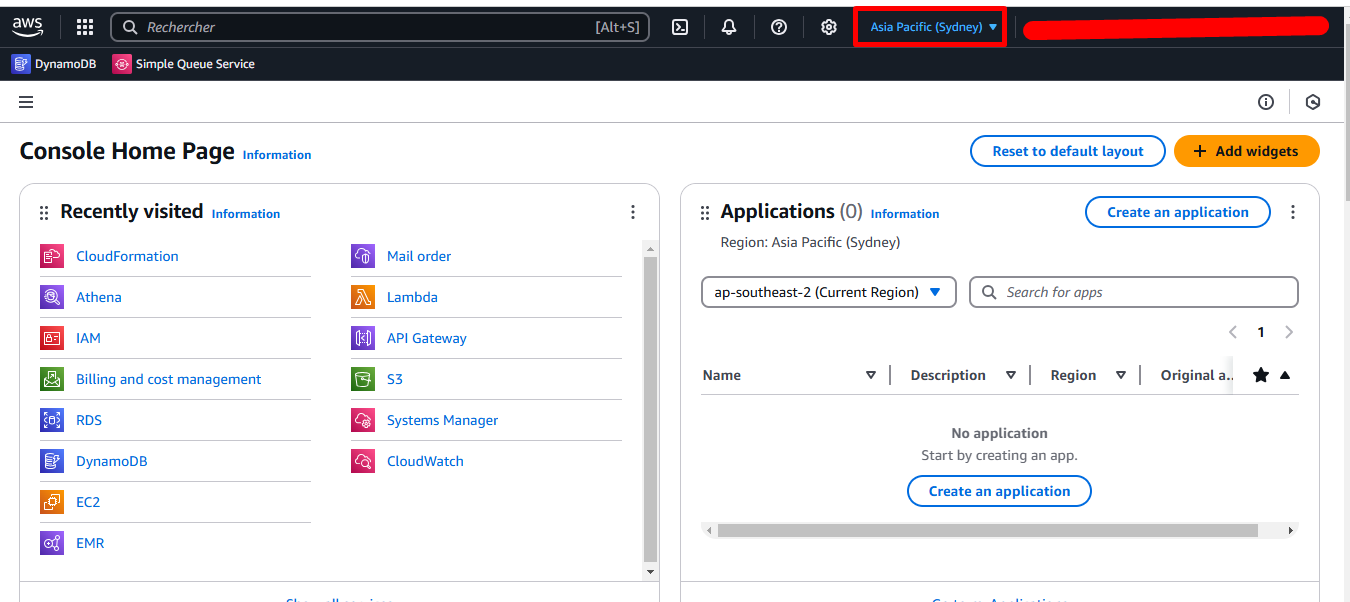 aws Rechercher [Alt+S] Asia Pacific (Sydney)
DynamoDB Simple Queue Service
Console Home Page Information Reset to default layout Add widgets
Recently visited Information
CloudFormation Mail order
Athena Lambda
IAM API Gateway
Billing and cost management S3
RDS Systems Manager
DynamoDB CloudWatch
EC2
EMR
Applications (0) Information Create an application
Region: Asia Pacific (Sydney)
ap-southeast-2 (Current Region) Search for apps
1
Name Description Region Original a..
No application
Start by creating an app.
Create an application